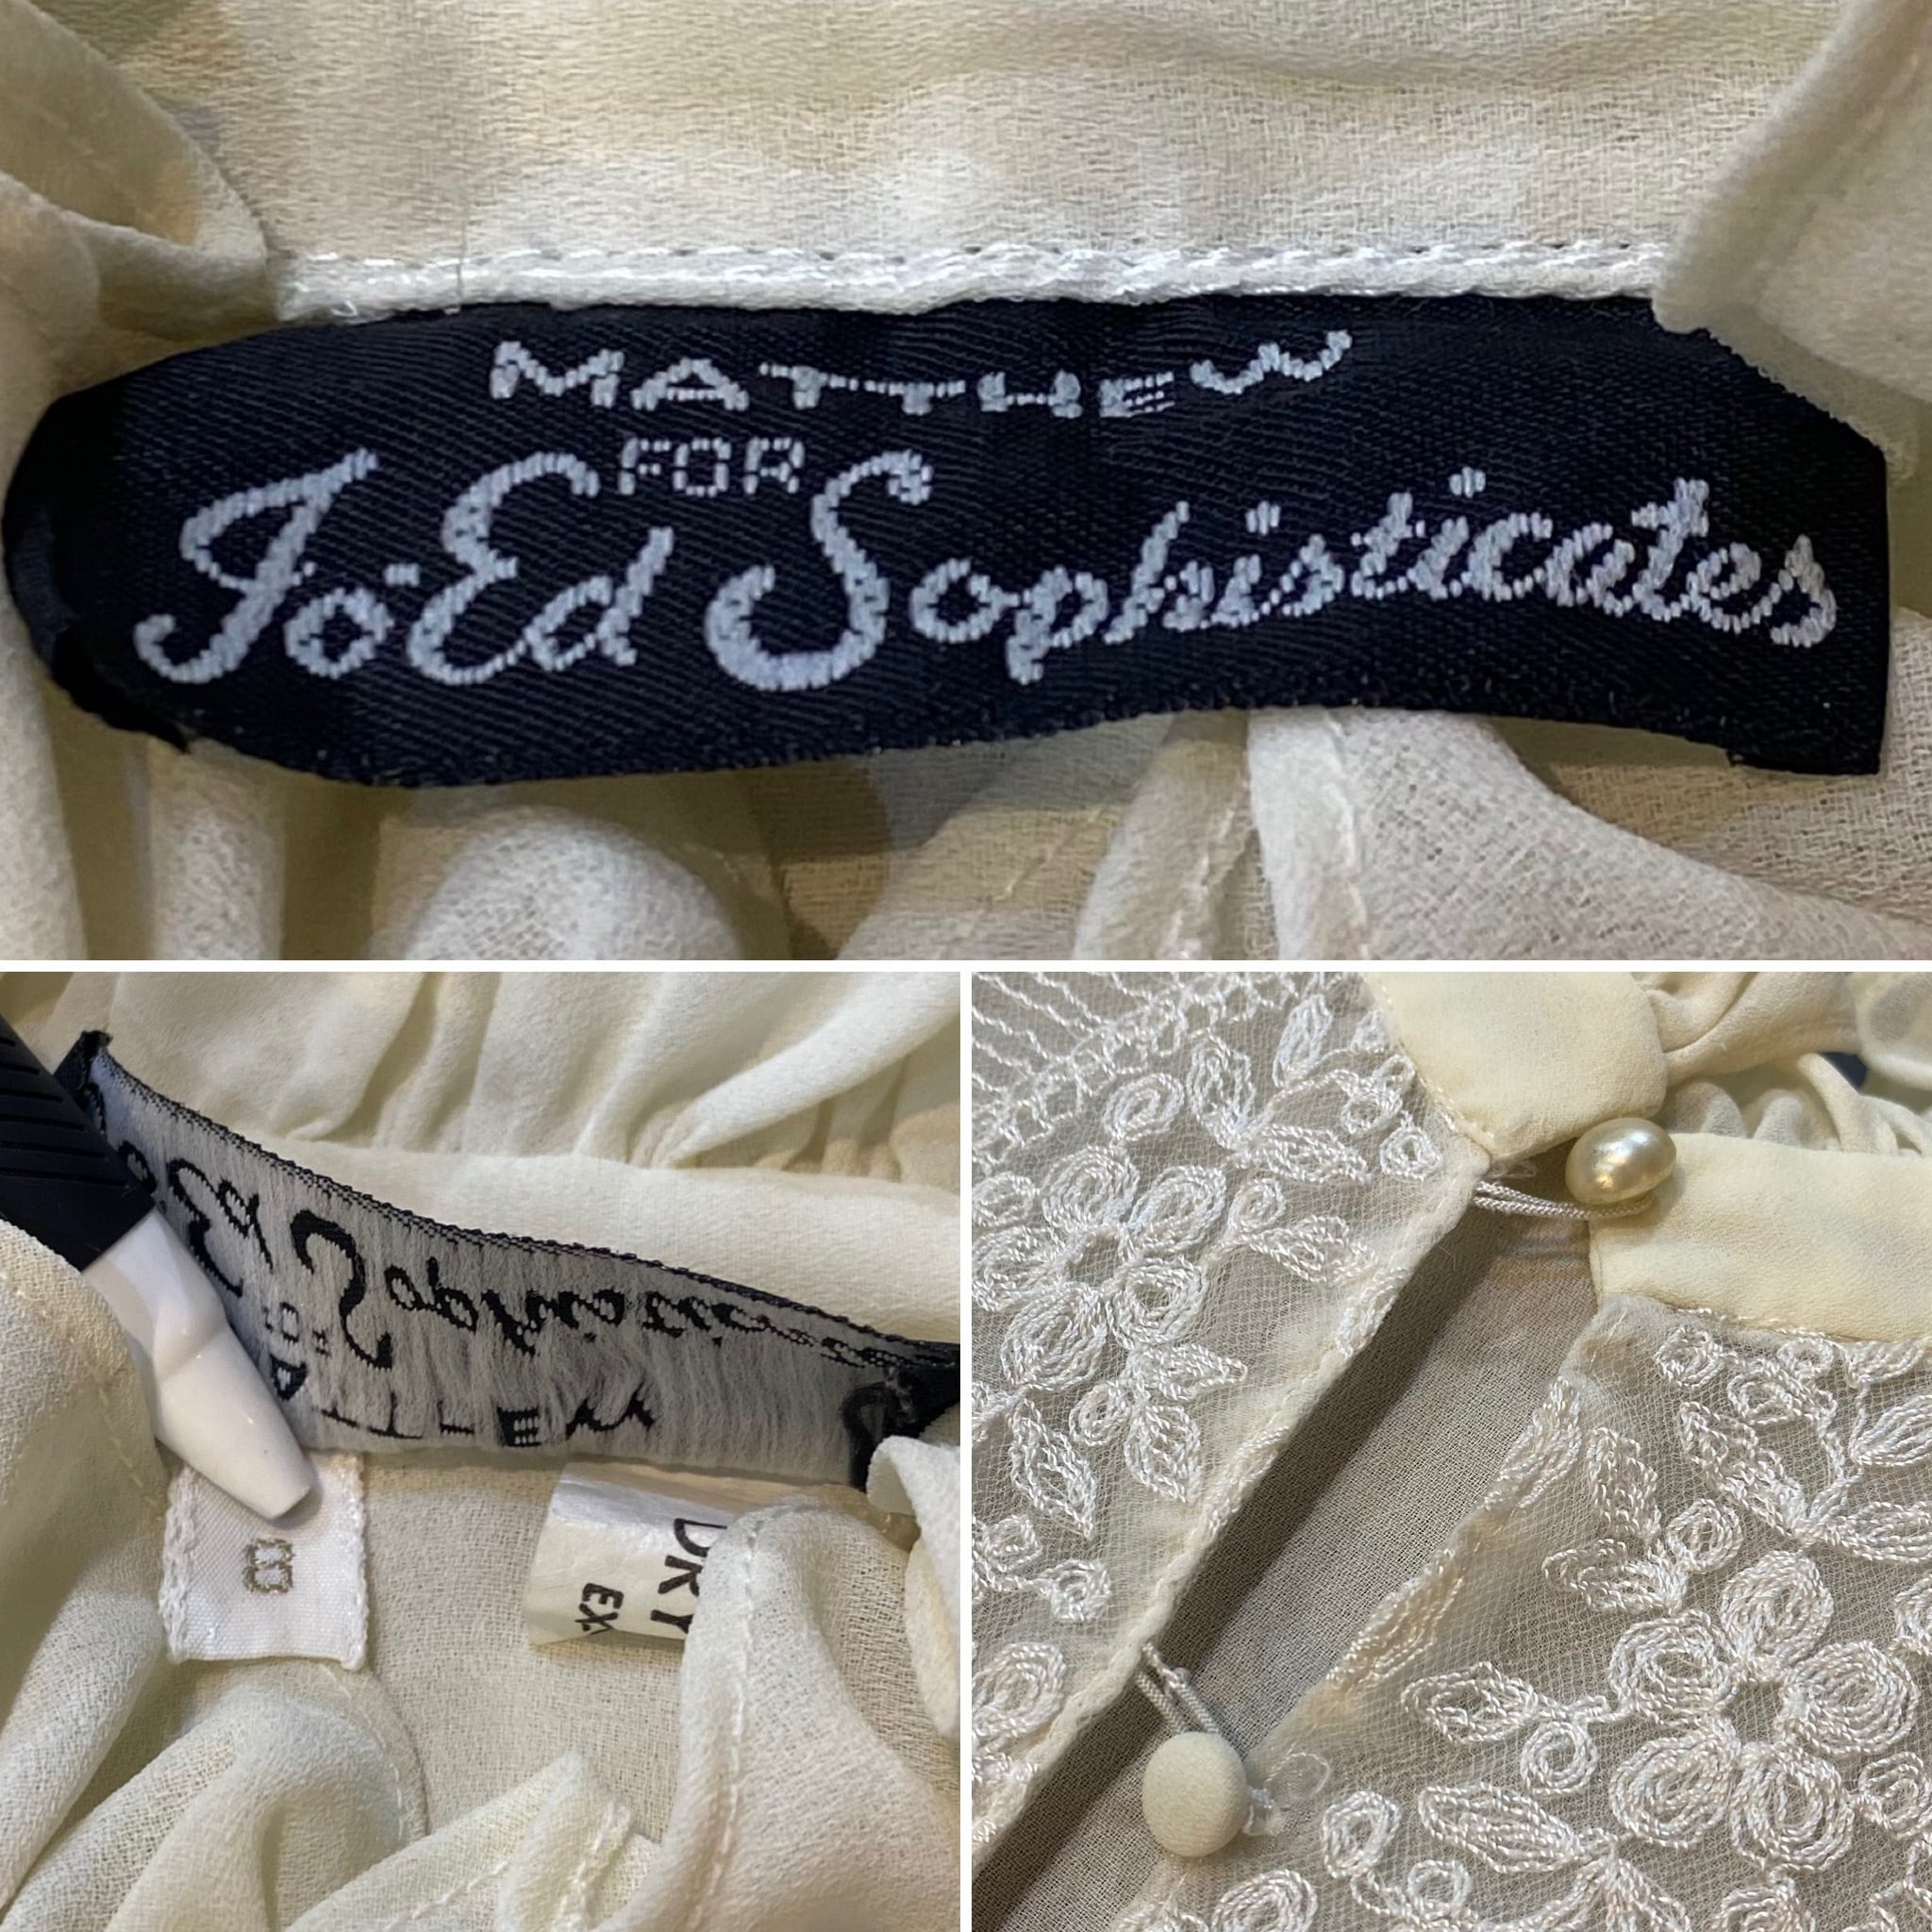 MATTHEW
FOR
Jo-Ed Sophisticates
8
DRY
EX